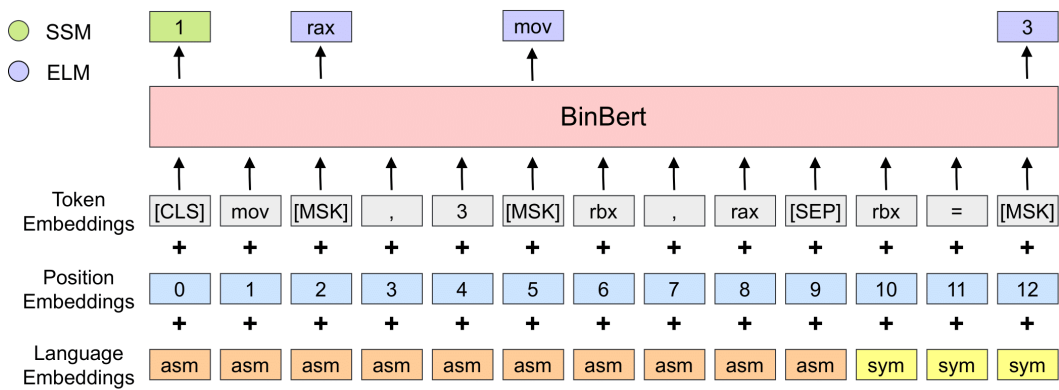 SSM 1 rax mov 3
ELM
BinBert
Token Embeddings [CLS] mov [MSK] , 3 [MSK] rbx , rax [SEP] rbx = [MSK]
+ + + + + + + + + + + + +
Position Embeddings 0 1 2 3 4 5 6 7 8 9 10 11 12
+ + + + + + + + + + + + +
Language Embeddings asm asm asm asm asm asm asm asm asm asm sym sym sym